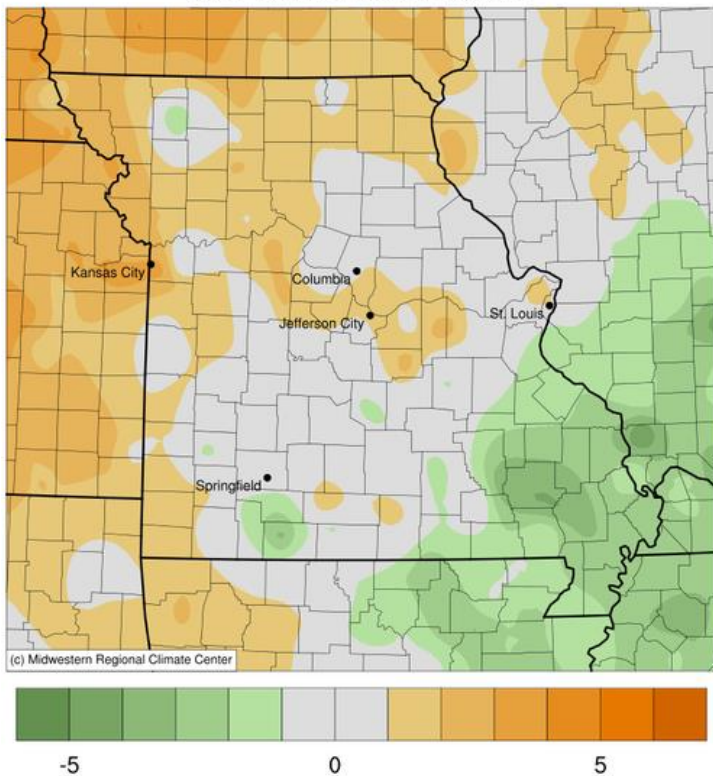 Kansas City
Columbia
Jefferson City
St. Louis
Springfield
(c) Midwestern Regional Climate Center
-5 0 5